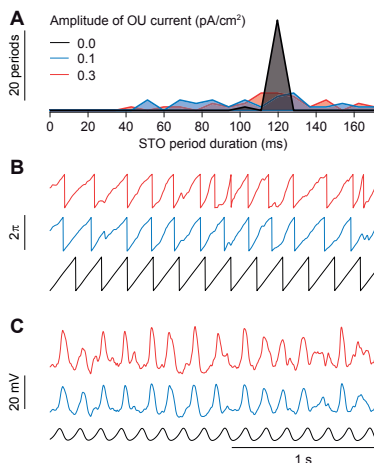 A
Amplitude of OU current (pA/cm²)
0.0
0.1
0.3
20 periods
0 20 40 60 80 100 120 140 160
STO period duration (ms)
B
2π
C
20 mV
1 s